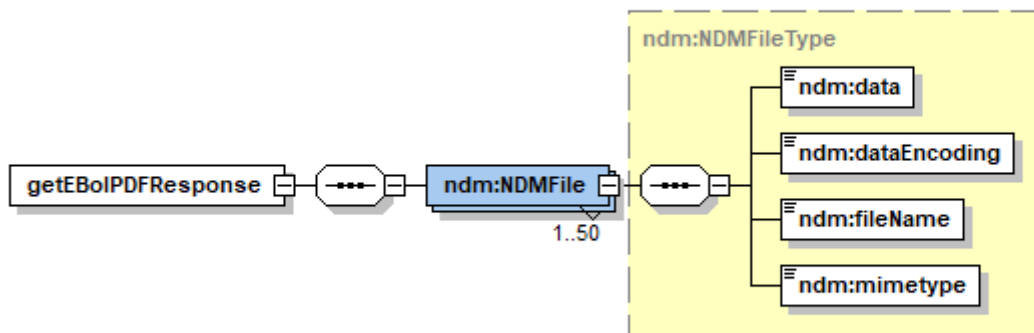 ndm:NDMFileType
ndm:data
ndm:dataEncoding
getEBolPDFResponse
ndm:NDMFile
1..50
ndm:fileName
ndm:mimetype